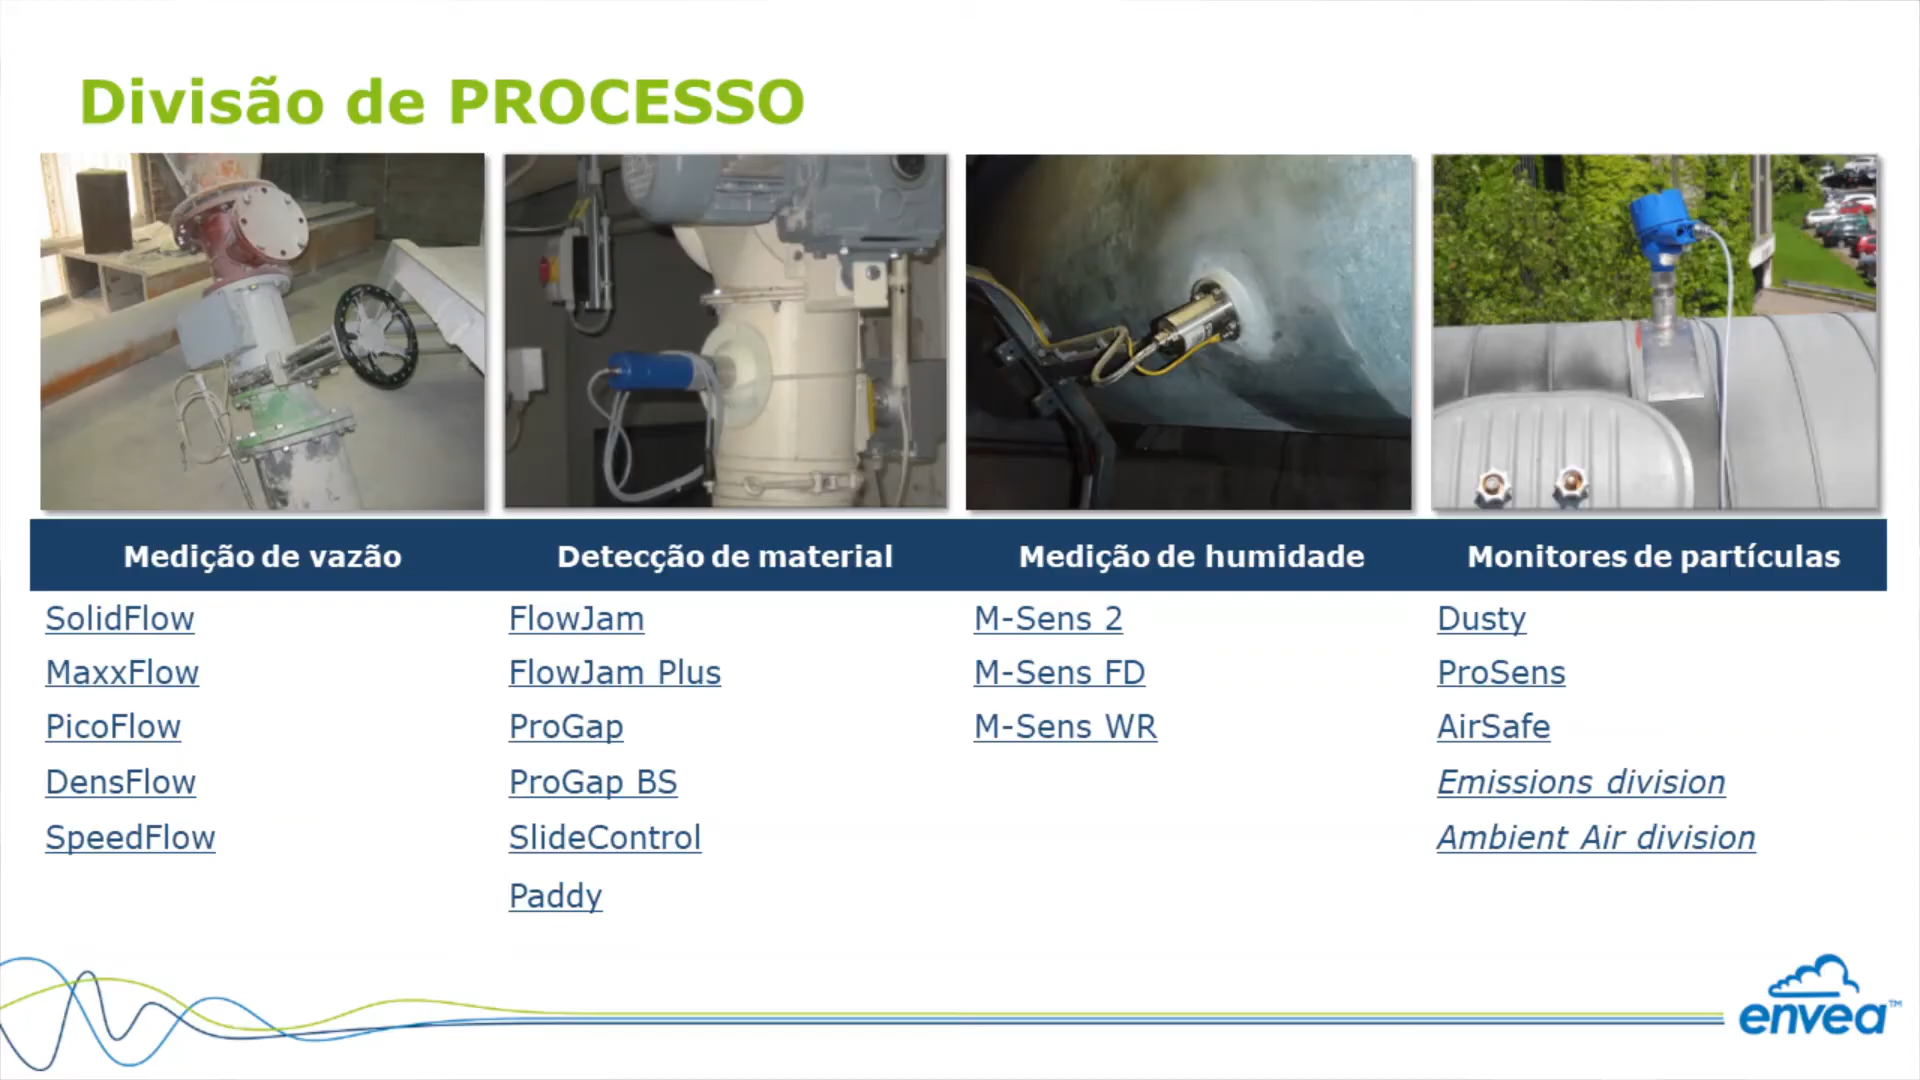 Divisão de PROCESSO
Medição de vazão
Detecção de material
Medição de humidade
Monitores de partículas
SolidFlow
MaxxFlow
PicoFlow
DensFlow
SpeedFlow
FlowJam
FlowJam Plus
ProGap
ProGap BS
SlideControl
Paddy
M-Sens 2
M-Sens FD
M-Sens WR
Dusty
ProSens
AirSafe
Emissions division
Ambient Air division
envea™